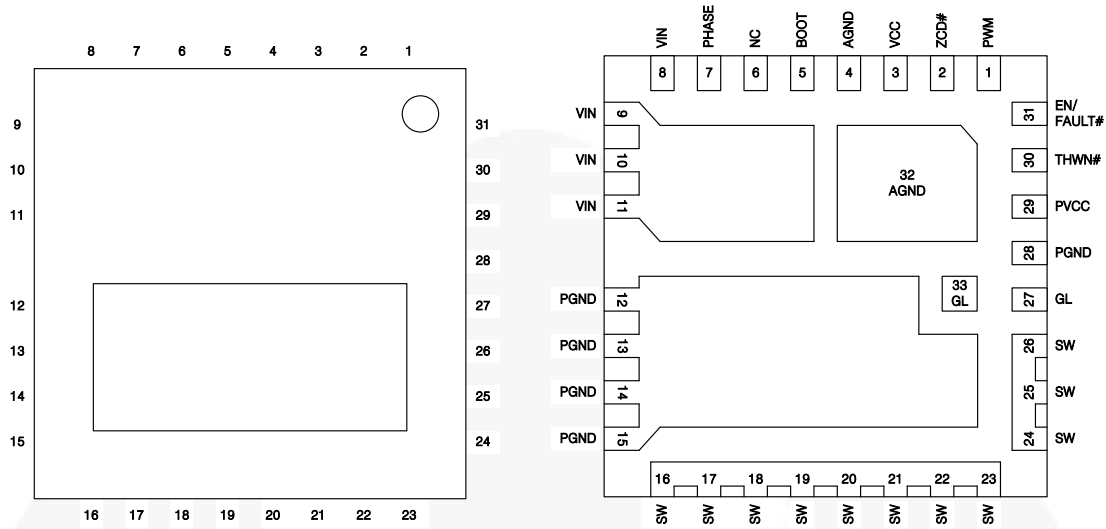 8 7 6 5 4 3 2 1
9
10
11
12
13
14
15
31
30
29
28
27
26
25
24
16 17 18 19 20 21 22 23
VIN PHASE NC BOOT AGND VCC ZCD# PWM
8 7 6 5 4 3 2 1
VIN 9
VIN 10
VIN 11
PGND 12
PGND 13
PGND 14
PGND 15
32
AGND
33
GL
31 EN/
FAULT#
30 THWN#
29 PVCC
28 PGND
27 GL
26 SW
25 SW
24 SW
16 17 18 19 20 21 22 23
SW SW SW SW SW SW SW SW